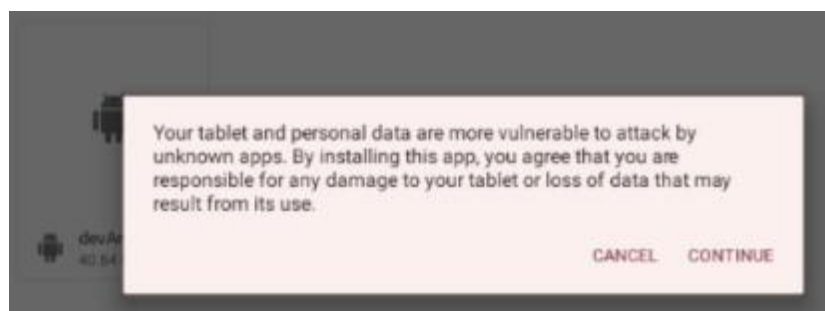 Your tablet and personal data are more vulnerable to attack by
unknown apps. By installing this app, you agree that you are
responsible for any damage to your tablet or loss of data that may
result from its use.
CANCEL CONTINUE
devAn